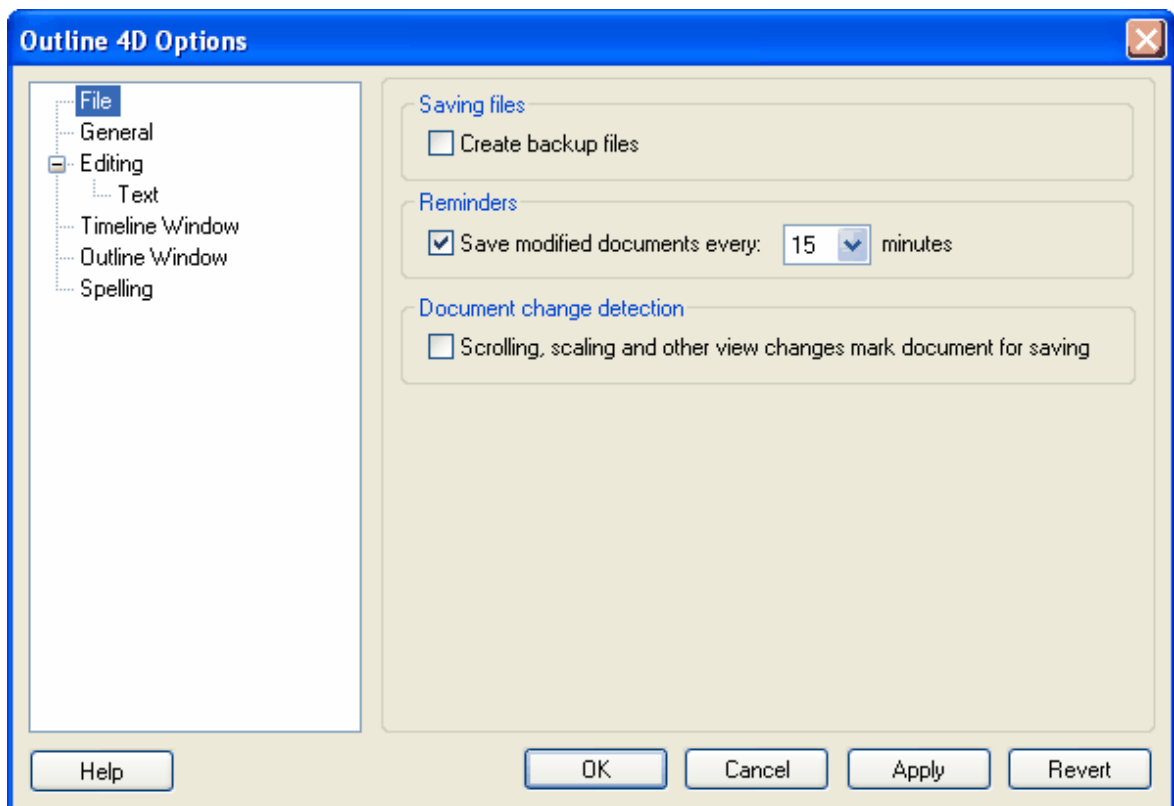 Outline 4D Options
File
General
Editing
Text
Timeline Window
Outline Window
Spelling
Saving files
Create backup files
Reminders
Save modified documents every: 15 minutes
Document change detection
Scrolling, scaling and other view changes mark document for saving
Help OK Cancel Apply Revert